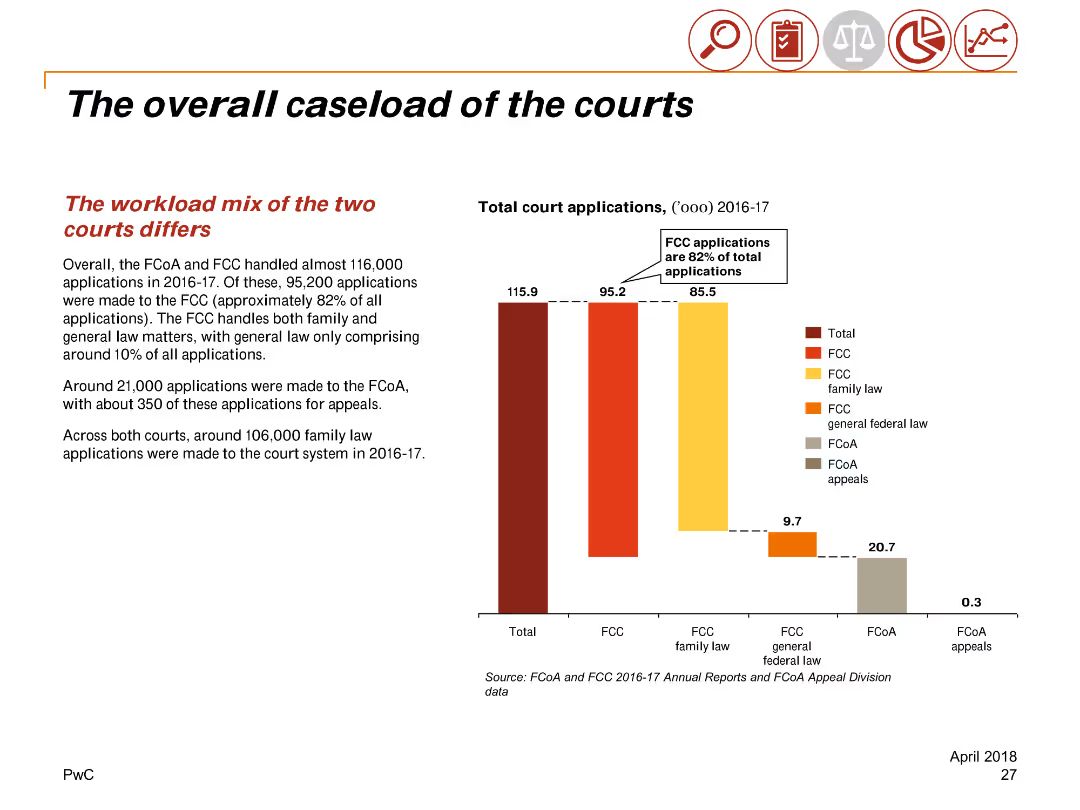 The overall caseload of the courts
The workload mix of the two
courts differs
Overall, the FCoA and FCC handled almost 116,000
applications in 2016-17. Of these, 95,200 applications
were made to the FCC (approximately 82% of all
applications). The FCC handles both family and
general law matters, with general law only comprising
around 10% of all applications.
Around 21,000 applications were made to the FCoA,
with about 350 of these applications for appeals.
Across both courts, around 106,000 family law
applications were made to the court system in 2016-17.
Total court applications, ('000) 2016-17
FCC applications
are 82% of total
applications
115.9
95.2
85.5
9.7
20.7
0.3
Total
FCC
FCC
family law
FCC
general federal law
FCoA
FCoA
appeals
Total
FCC
FCC
family law
FCC
general
federal law
FCoA
FCoA
appeals
Source: FCoA and FCC 2016-17 Annual Reports and FCoA Appeal Division
data
April 2018
PwC
27